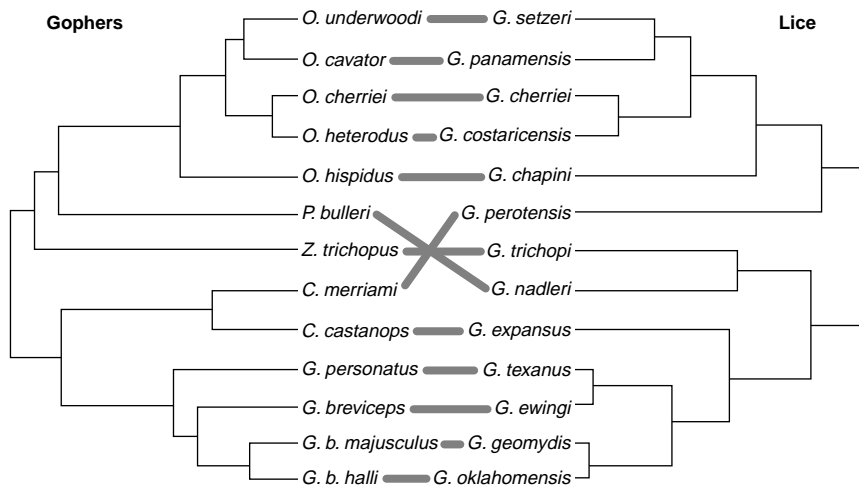 Gophers
Lice
O. underwoodi G. setzeri
O. cavator G. panamensis
O. cherriei G. cherriei
O. heterodus G. costaricensis
O. hispidus G. chapini
P. bulleri G. perotensis
Z. trichopus G. trichopi
C. merriami G. nadleri
C. castanops G. expansus
G. personatus G. texanus
G. breviceps G. ewingi
G. b. majusculus G. geomydis
G. b. halli G. oklahomensis